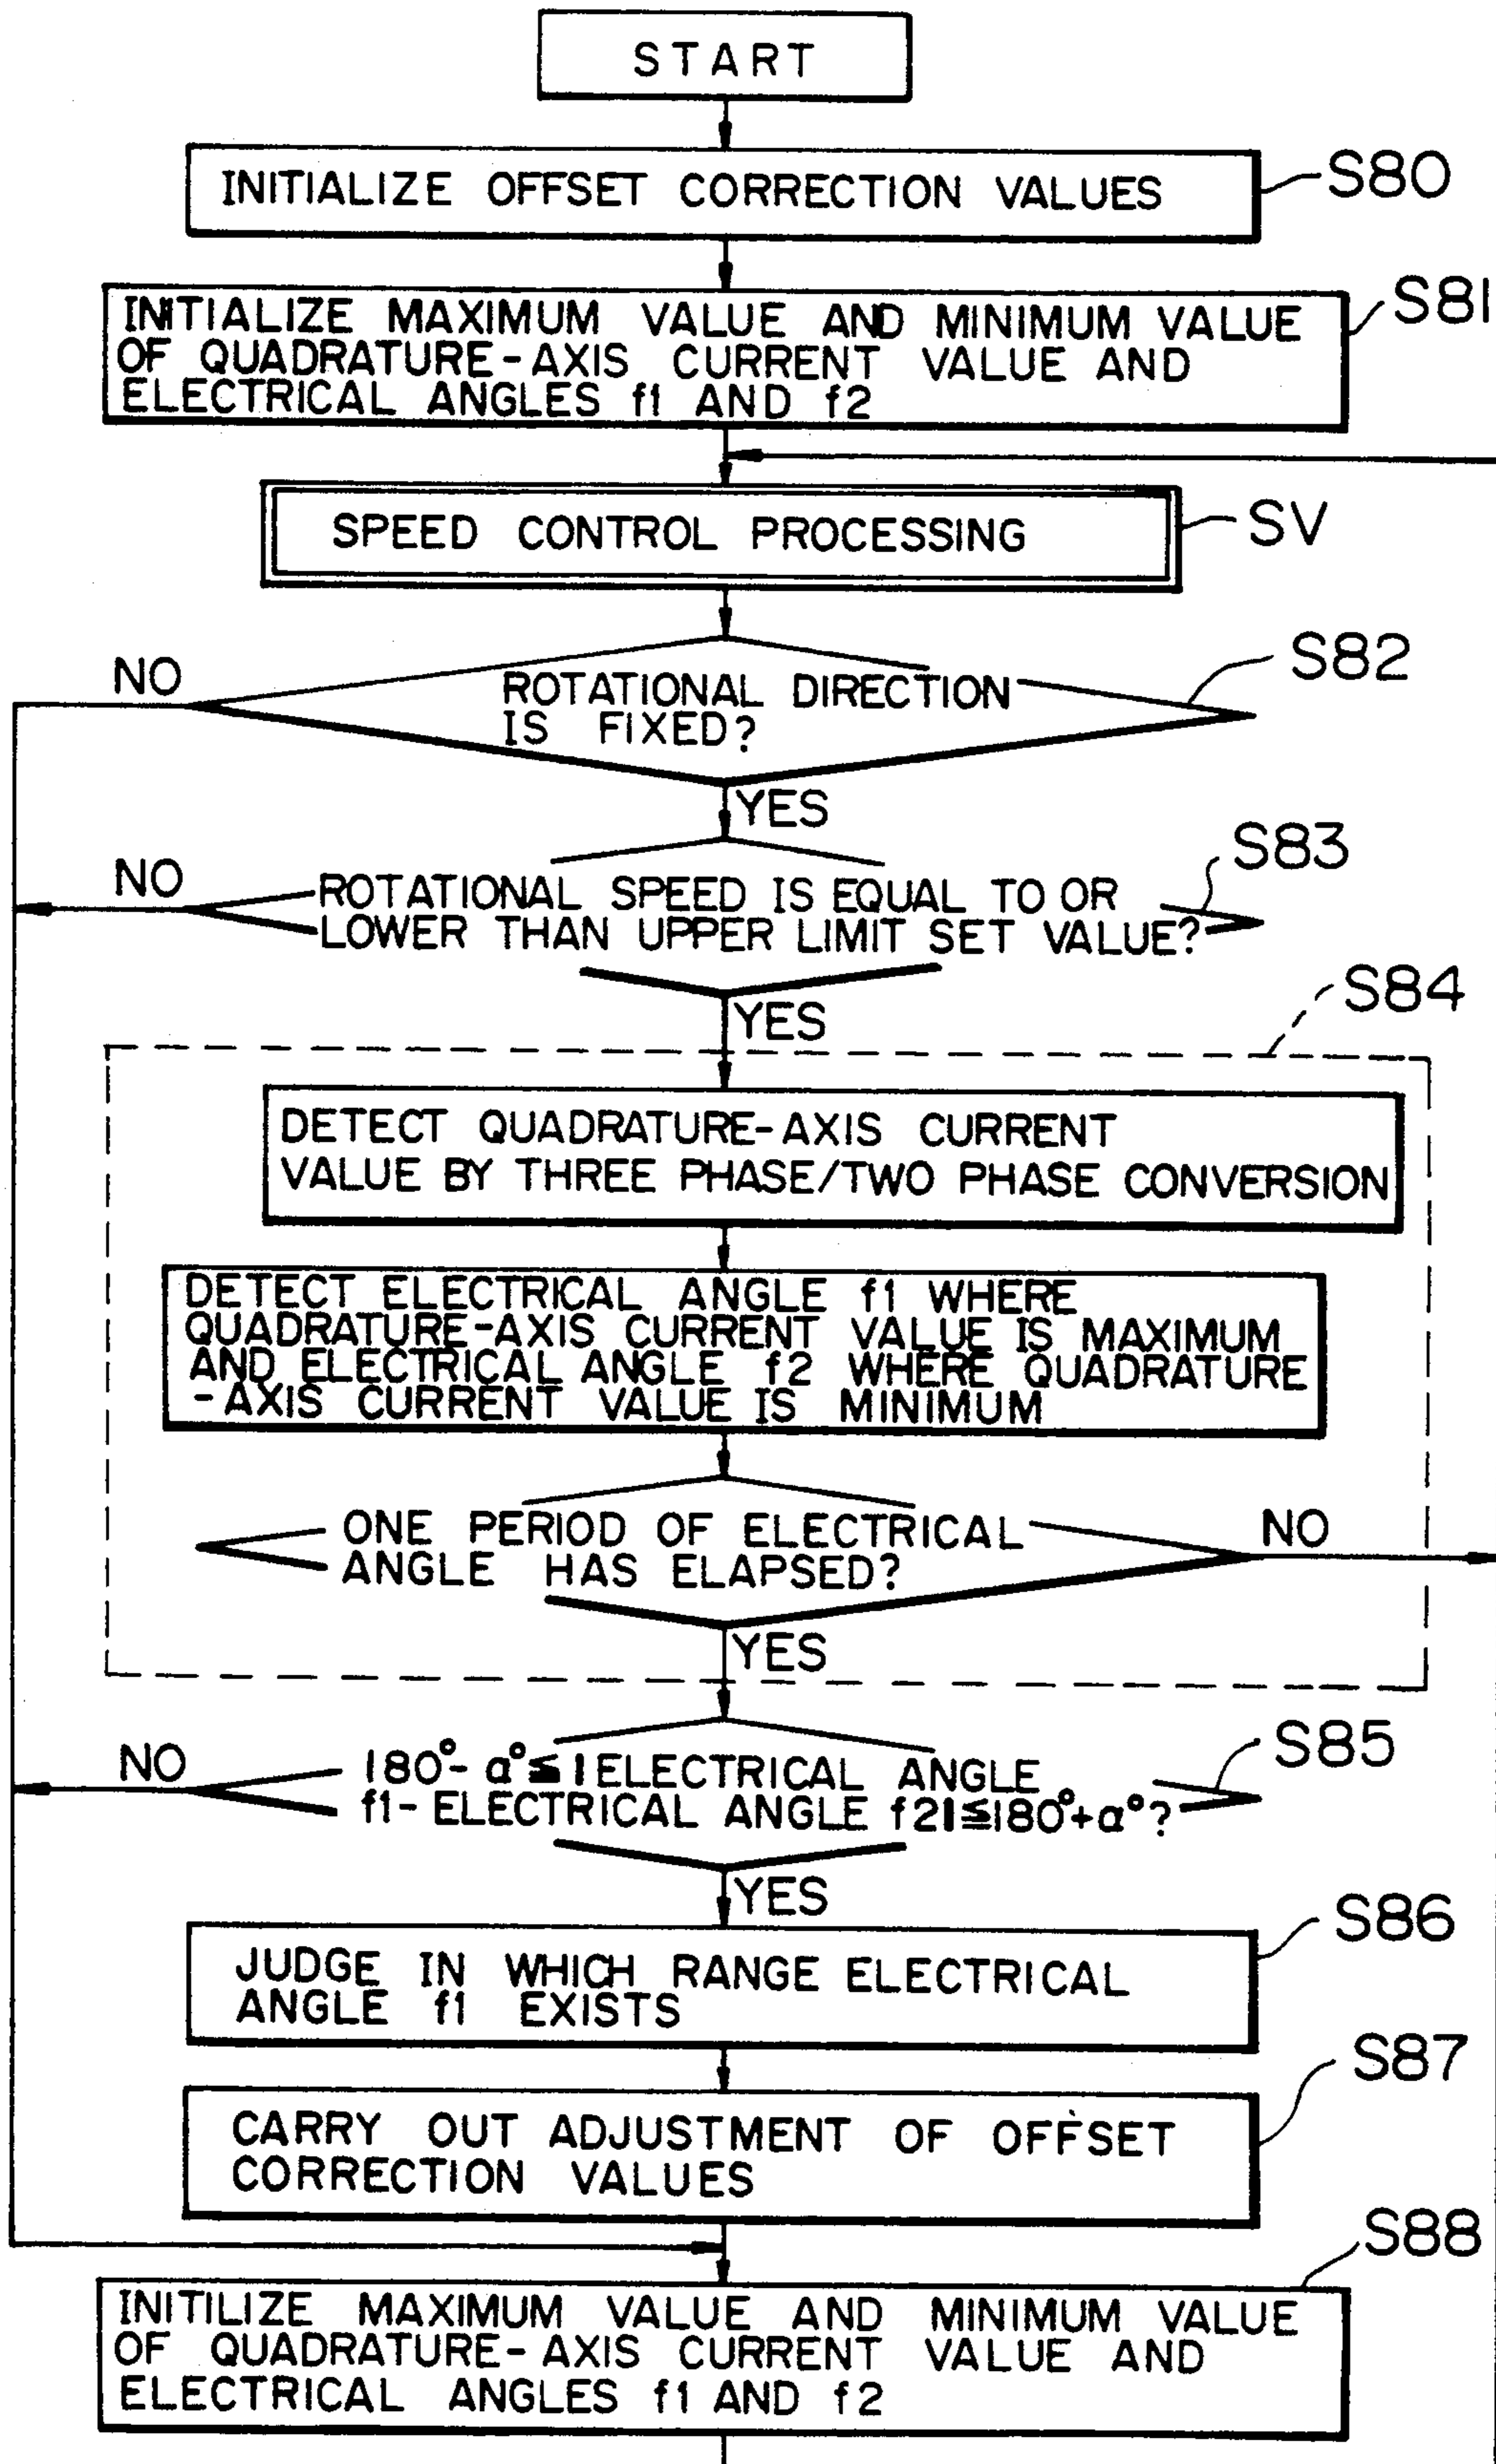 START
INITIALIZE OFFSET CORRECTION VALUES
S80
INITIALIZE MAXIMUM VALUE AND MINIMUM VALUE
OF QUADRATURE-AXIS CURRENT VALUE AND
ELECTRICAL ANGLES f1 AND f2
S81
SPEED CONTROL PROCESSING
SV
NO
ROTATIONAL DIRECTION
IS FIXED?
S82
YES
NO
ROTATIONAL SPEED IS EQUAL TO OR
LOWER THAN UPPER LIMIT SET VALUE?
S83
YES
S84
DETECT QUADRATURE-AXIS CURRENT
VALUE BY THREE PHASE/TWO PHASE CONVERSION
DETECT ELECTRICAL ANGLE f1 WHERE
QUADRATURE-AXIS CURRENT VALUE IS MAXIMUM
AND ELECTRICAL ANGLE f2 WHERE QUADRATURE
-AXIS CURRENT VALUE IS MINIMUM
ONE PERIOD OF ELECTRICAL
ANGLE HAS ELAPSED?
NO
YES
NO
180°- α°≦|ELECTRICAL ANGLE
f1- ELECTRICAL ANGLE f2|≦180°+α°?
S85
YES
JUDGE IN WHICH RANGE ELECTRICAL
ANGLE f1 EXISTS
S86
CARRY OUT ADJUSTMENT OF OFFSET
CORRECTION VALUES
S87
S88
INITILIZE MAXIMUM VALUE AND MINIMUM VALUE
OF QUADRATURE-AXIS CURRENT VALUE AND
ELECTRICAL ANGLES f1 AND f2